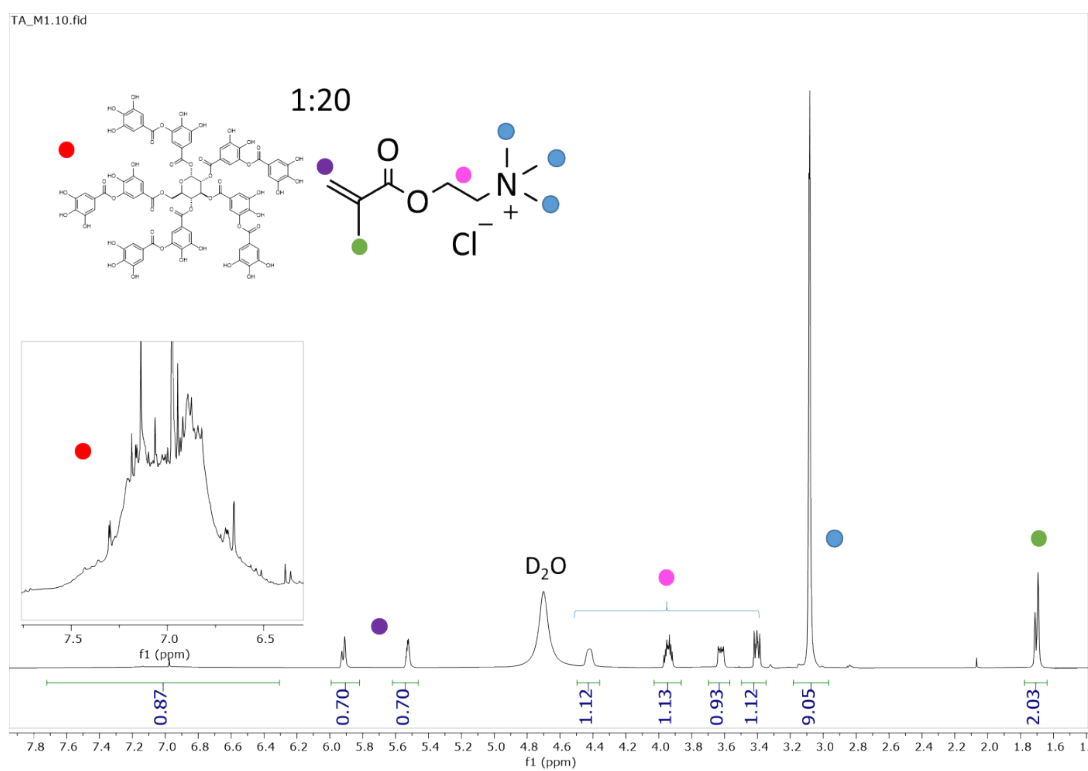 TA_M1.10.fid
1:20
O
O
N
+
Cl−
D2O
7.5 7.0 6.5
f1 (ppm)
0.87 0.70 0.70 1.12 1.13 0.93 1.12 9.05 2.03
7.8 7.6 7.4 7.2 7.0 6.8 6.6 6.4 6.2 6.0 5.8 5.6 5.4 5.2 5.0 4.8 4.6 4.4 4.2 4.0 3.8 3.6 3.4 3.2 3.0 2.8 2.6 2.4 2.2 2.0 1.8 1.6 1.4 1.2 1.
f1 (ppm)